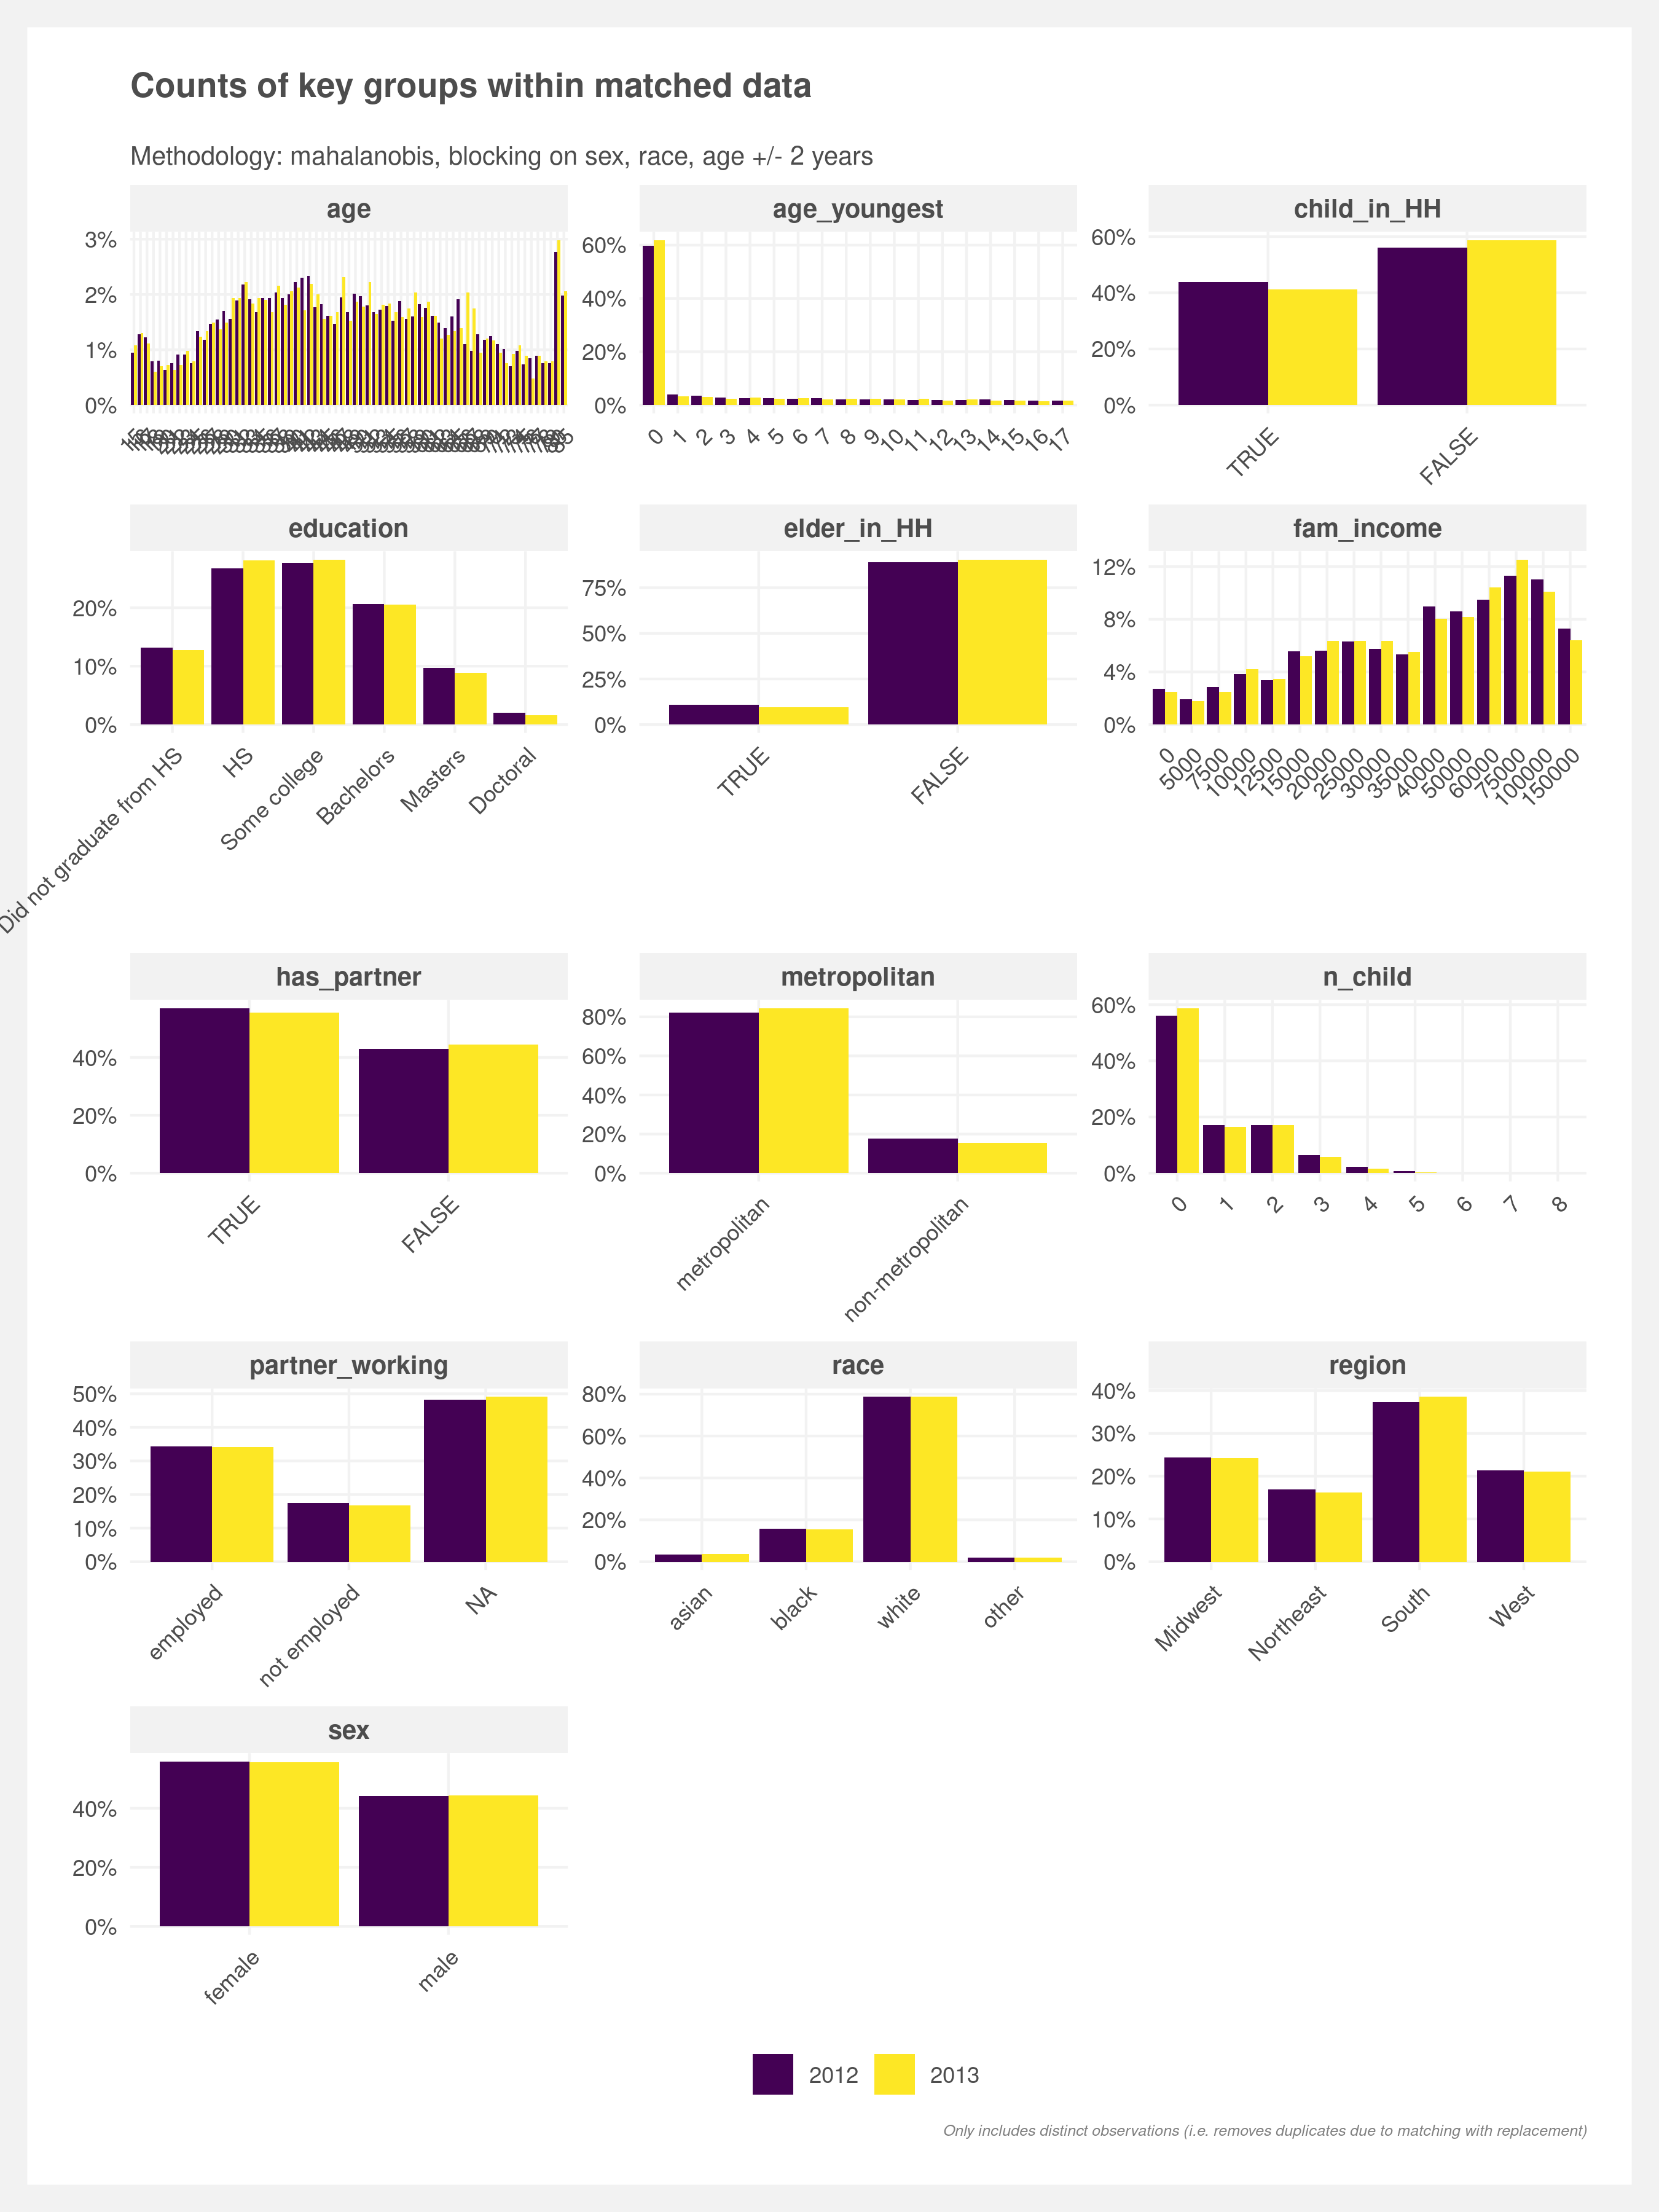 Counts of key groups within matched data
Methodology: mahalanobis, blocking on sex, race, age +/- 2 years
age
age_youngest
child_in_HH
3%
2%
1%
0%
15
60%
40%
20%
0%
0 1 2 3 4 5 6 7 8 9 10 11 12 13 14 15 16 17
60%
40%
20%
0%
TRUE FALSE
education
elder_in_HH
fam_income
20%
10%
0%
Did not graduate from HS HS Some college Bachelors Masters Doctoral
75%
50%
25%
0%
TRUE FALSE
12%
8%
4%
0%
0 5000 7500 10000 12500 15000 20000 25000 30000 35000 40000 50000 60000 75000 100000 150000
has_partner
metropolitan
n_child
40%
20%
0%
TRUE FALSE
80%
60%
40%
20%
0%
metropolitan non-metropolitan
60%
40%
20%
0%
0 1 2 3 4 5 6 7 8
partner_working
race
region
50%
40%
30%
20%
10%
0%
employed not employed NA
80%
60%
40%
20%
0%
asian black white other
40%
30%
20%
10%
0%
Midwest Northeast South West
sex
40%
20%
0%
female male
2012 2013
Only includes distinct observations (i.e. removes duplicates due to matching with replacement)